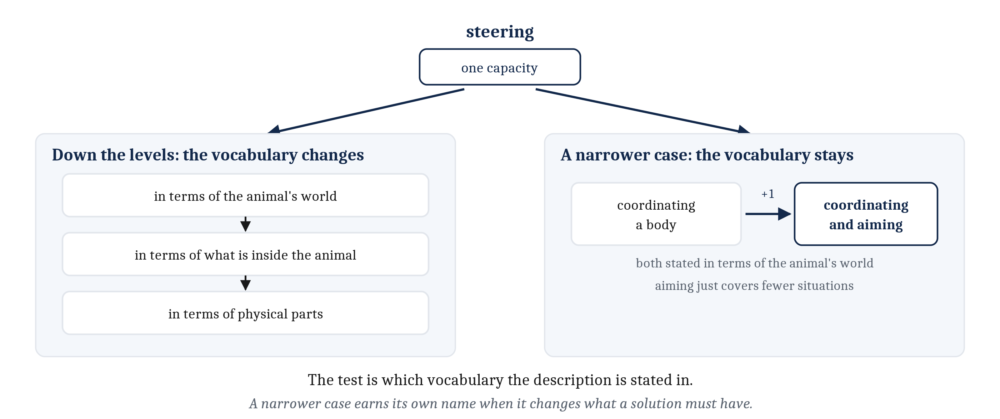 steering
one capacity
Down the levels: the vocabulary changes
in terms of the animal's world
in terms of what is inside the animal
in terms of physical parts
A narrower case: the vocabulary stays
coordinating
a body
+1
coordinating
and aiming
both stated in terms of the animal's world
aiming just covers fewer situations
The test is which vocabulary the description is stated in.
A narrower case earns its own name when it changes what a solution must have.